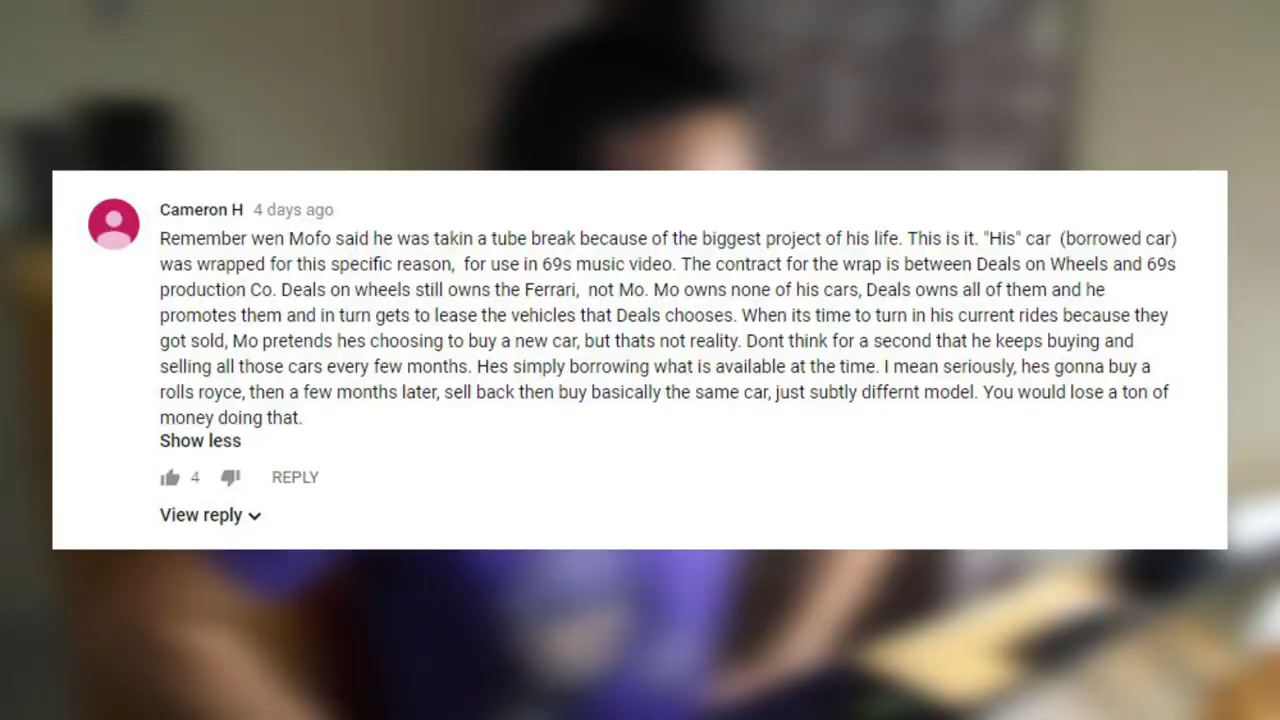 Cameron H 4 days ago
Remember wen Mofo said he was takin a tube break because of the biggest project of his life. This is it. "His" car  (borrowed car)
was wrapped for this specific reason,  for use in 69s music video. The contract for the wrap is between Deals on Wheels and 69s
production Co. Deals on wheels still owns the Ferrari,  not Mo. Mo owns none of his cars, Deals owns all of them and he
promotes them and in turn gets to lease the vehicles that Deals chooses. When its time to turn in his current rides because they
got sold, Mo pretends hes choosing to buy a new car, but thats not reality. Dont think for a second that he keeps buying and
selling all those cars every few months. Hes simply borrowing what is available at the time. I mean seriously, hes gonna buy a
rolls royce, then a few months later, sell back then buy basically the same car, just subtly differnt model. You would lose a ton of
money doing that.
Show less
4 REPLY
View reply